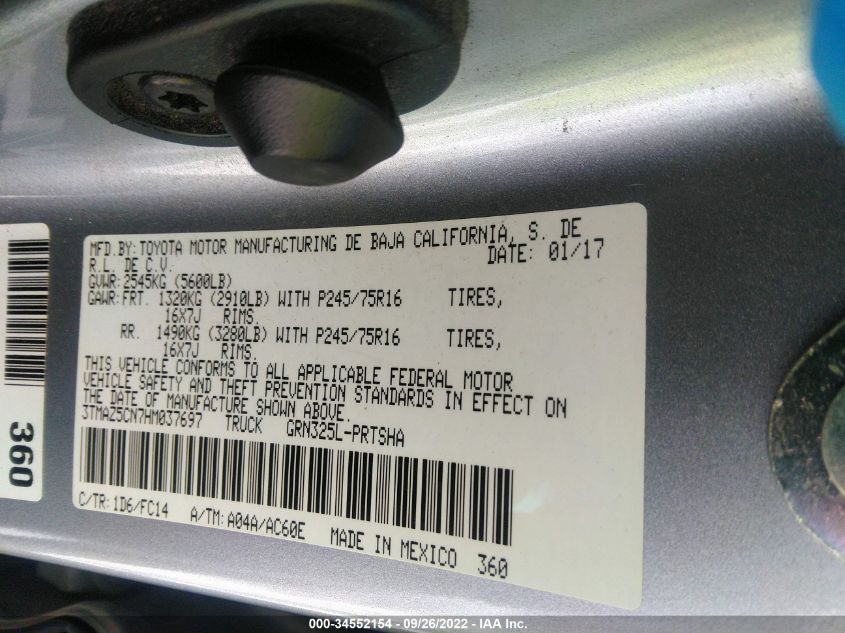 MFD.BY: TOYOTA MOTOR MANUFACTURING DE BAJA CALIFORNIA, S. DE
R.L. DE C.V. DATE: 01/17
GVWR: 2545KG (5600LB)
GAWR: FRT. 1320KG (2910LB) WITH P245/75R16 TIRES,
16X7J RIMS.
RR. 1490KG (3280LB) WITH P245/75R16 TIRES,
16X7J RIMS.
THIS VEHICLE CONFORMS TO ALL APPLICABLE FEDERAL MOTOR
VEHICLE SAFETY AND THEFT PREVENTION STANDARDS IN EFFECT ON
THE DATE OF MANUFACTURE SHOWN ABOVE.
3TMAZ5CN7HM037697 TRUCK GRN325L-PRTSHA
C/TR: 1D6/FC14 A/TM: A04A/AC60E MADE IN MEXICO 360
360
000-34552154 - 09/26/2022 - IAA Inc.